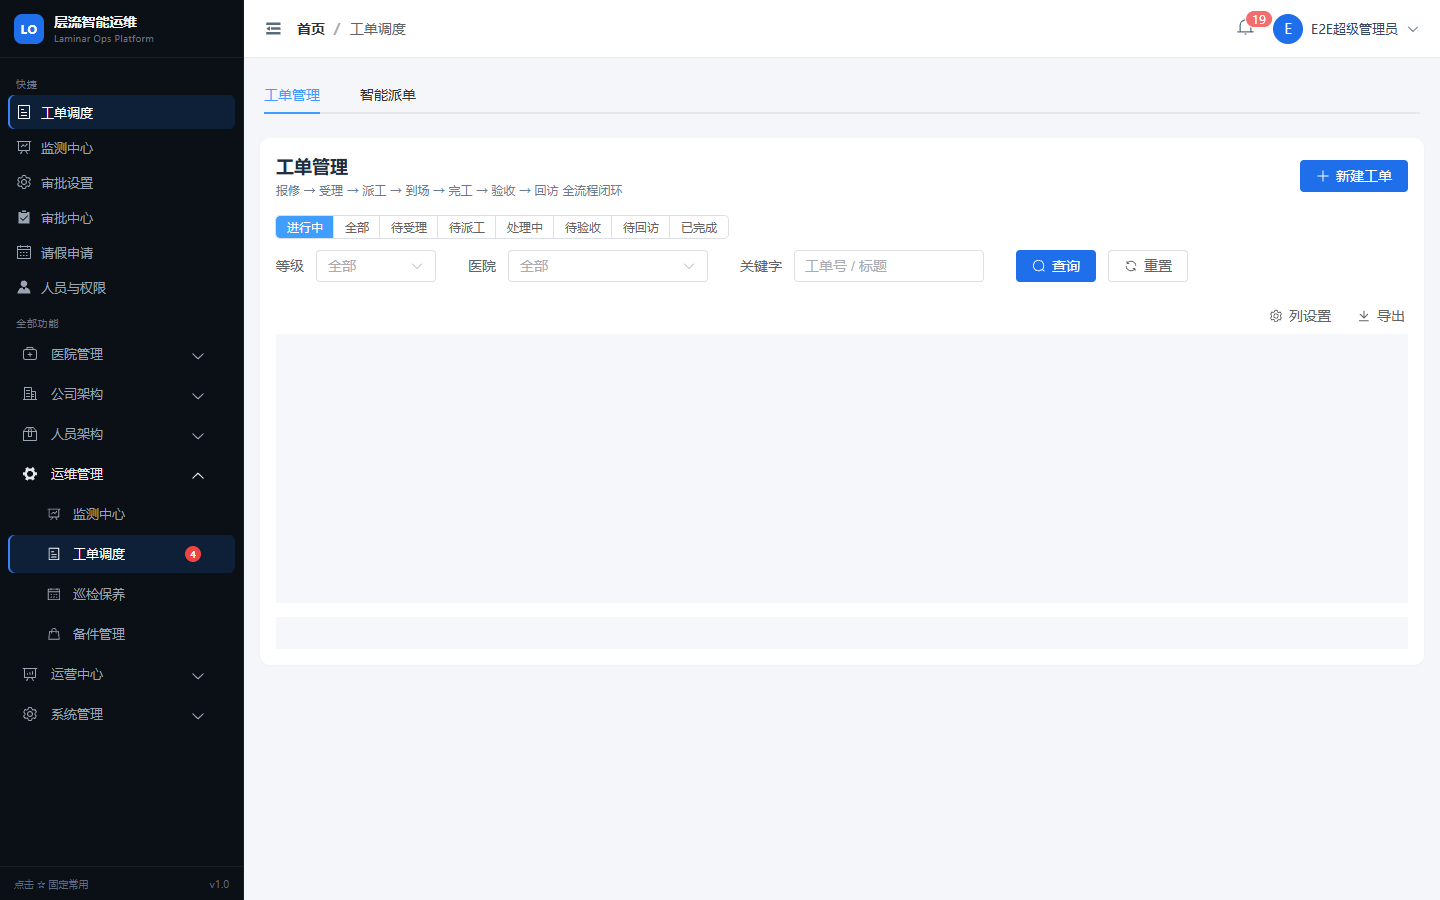 LO
层流智能运维
Laminar Ops Platform
快捷
工单调度
监测中心
审批设置
审批中心
请假申请
人员与权限
全部功能
医院管理
公司架构
人员架构
运维管理
监测中心
工单调度 4
巡检保养
备件管理
运营中心
系统管理
点击 ☆ 固定常用 v1.0
首页 / 工单调度
19
E E2E超级管理员
工单管理 智能派单
工单管理
报修 → 受理 → 派工 → 到场 → 完工 → 验收 → 回访 全流程闭环
+ 新建工单
进行中 全部 待受理 待派工 处理中 待验收 待回访 已完成
等级 全部 医院 全部 关键字 工单号 / 标题 查询 重置
列设置 导出